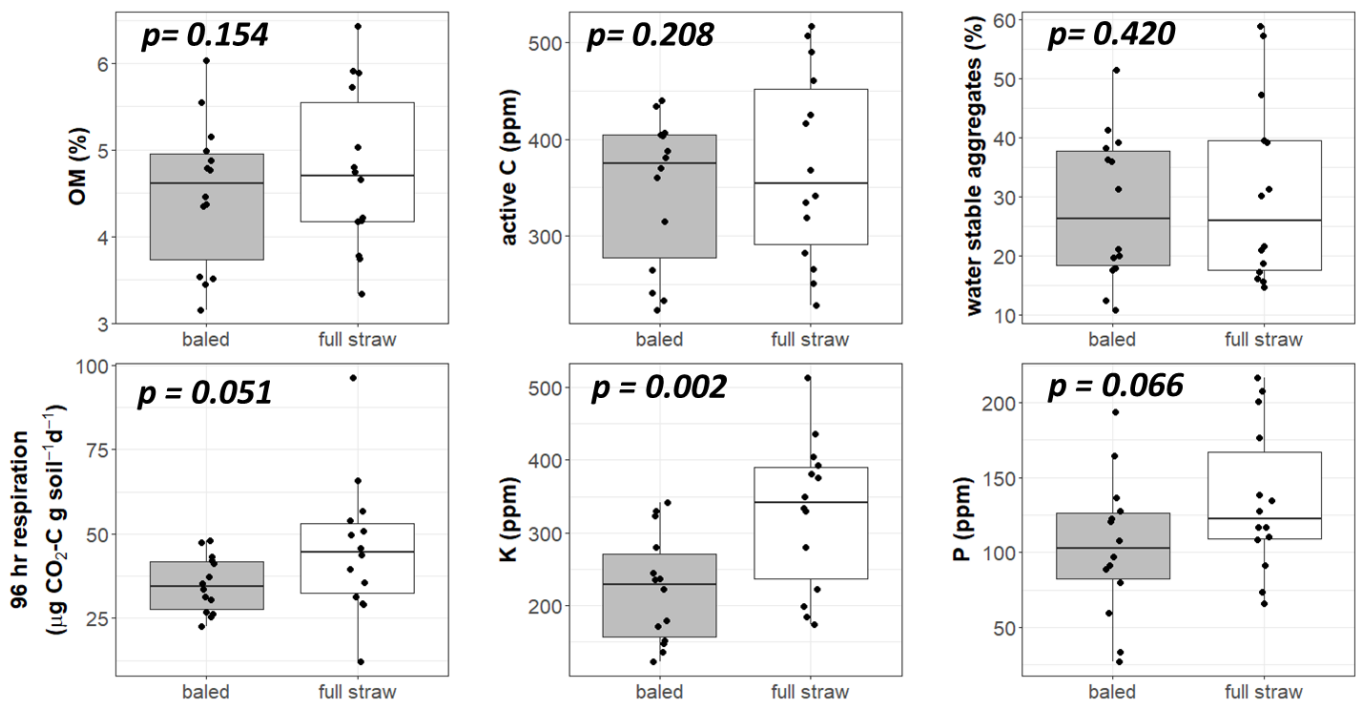 p= 0.154
OM (%)
6
5
4
3
baled
full straw
p= 0.208
active C (ppm)
500
400
300
baled
full straw
p= 0.420
water stable aggregates (%)
60
50
40
30
20
10
baled
full straw
p = 0.051
96 hr respiration
(μg CO₂-C g soil⁻¹d⁻¹)
100
75
50
25
baled
full straw
p = 0.002
K (ppm)
500
400
300
200
baled
full straw
p = 0.066
P (ppm)
200
150
100
50
baled
full straw